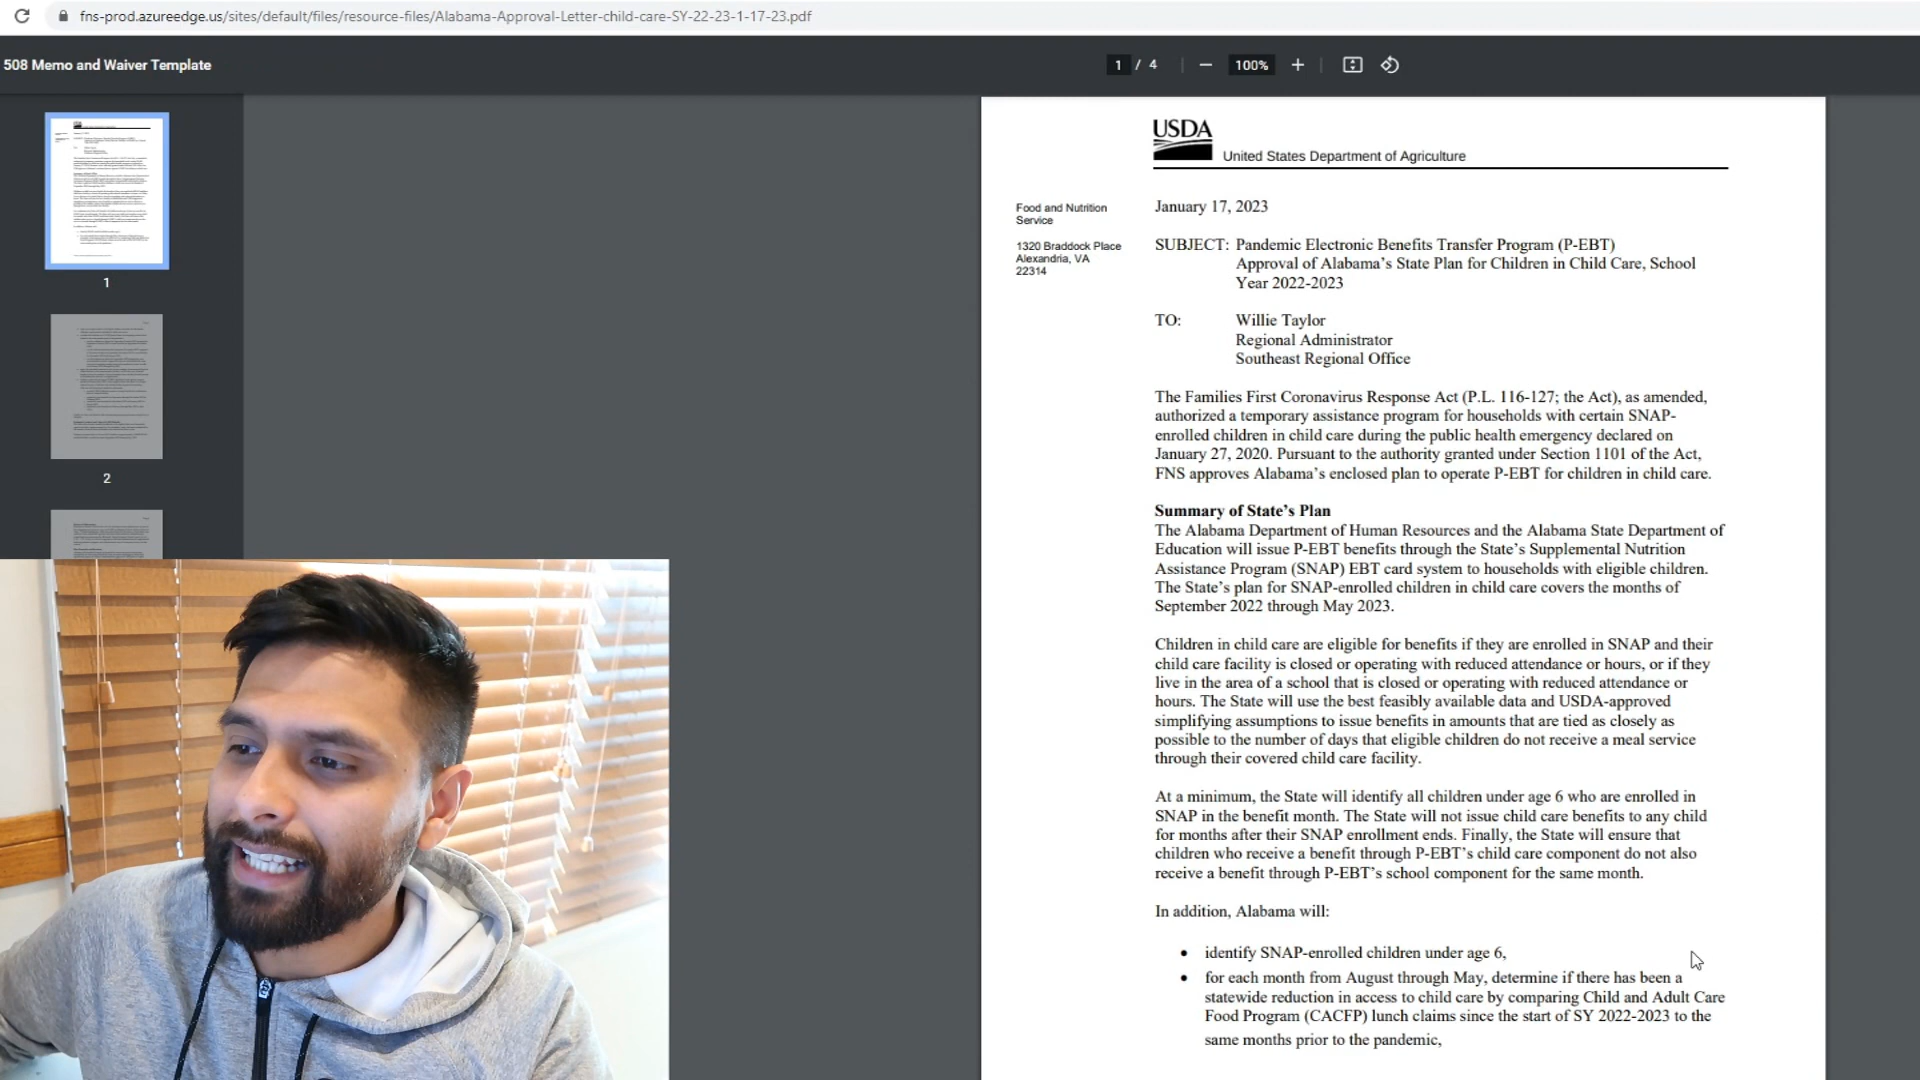 fns-prod.azureedge.us/sites/default/files/resource-files/Alabama-Approval-Letter-child-care-SY-22-23-1-17-23.pdf
508 Memo and Waiver Template
1 / 4
100%
1
2
USDA
United States Department of Agriculture
Food and Nutrition
Service
1320 Braddock Place
Alexandria, VA
22314
January 17, 2023
SUBJECT: Pandemic Electronic Benefits Transfer Program (P-EBT)
Approval of Alabama's State Plan for Children in Child Care, School
Year 2022-2023
TO: Willie Taylor
Regional Administrator
Southeast Regional Office
The Families First Coronavirus Response Act (P.L. 116-127; the Act), as amended,
authorized a temporary assistance program for households with certain SNAP-
enrolled children in child care during the public health emergency declared on
January 27, 2020. Pursuant to the authority granted under Section 1101 of the Act,
FNS approves Alabama's enclosed plan to operate P-EBT for children in child care.
Summary of State's Plan
The Alabama Department of Human Resources and the Alabama State Department of
Education will issue P-EBT benefits through the State's Supplemental Nutrition
Assistance Program (SNAP) EBT card system to households with eligible children.
The State's plan for SNAP-enrolled children in child care covers the months of
September 2022 through May 2023.
Children in child care are eligible for benefits if they are enrolled in SNAP and their
child care facility is closed or operating with reduced attendance or hours, or if they
live in the area of a school that is closed or operating with reduced attendance or
hours. The State will use the best feasibly available data and USDA-approved
simplifying assumptions to issue benefits in amounts that are tied as closely as
possible to the number of days that eligible children do not receive a meal service
through their covered child care facility.
At a minimum, the State will identify all children under age 6 who are enrolled in
SNAP in the benefit month. The State will not issue child care benefits to any child
for months after their SNAP enrollment ends. Finally, the State will ensure that
children who receive a benefit through P-EBT's child care component do not also
receive a benefit through P-EBT's school component for the same month.
In addition, Alabama will:
• identify SNAP-enrolled children under age 6,
• for each month from August through May, determine if there has been a
statewide reduction in access to child care by comparing Child and Adult Care
Food Program (CACFP) lunch claims since the start of SY 2022-2023 to the
same months prior to the pandemic,